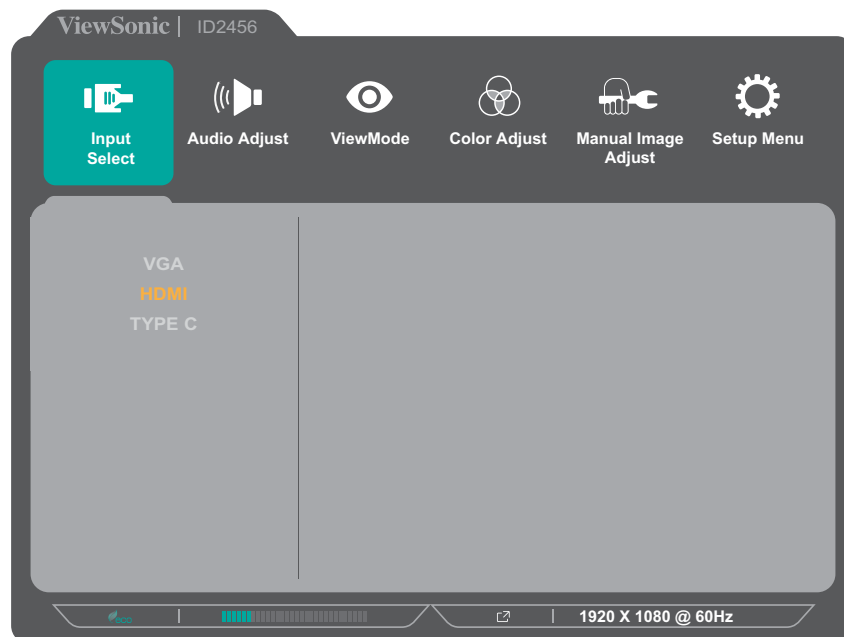 ViewSonic | ID2456
Input
Select
Audio Adjust
ViewMode
Color Adjust
Manual Image
Adjust
Setup Menu
VGA
HDMI
TYPE C
eco
1920 X 1080 @ 60Hz